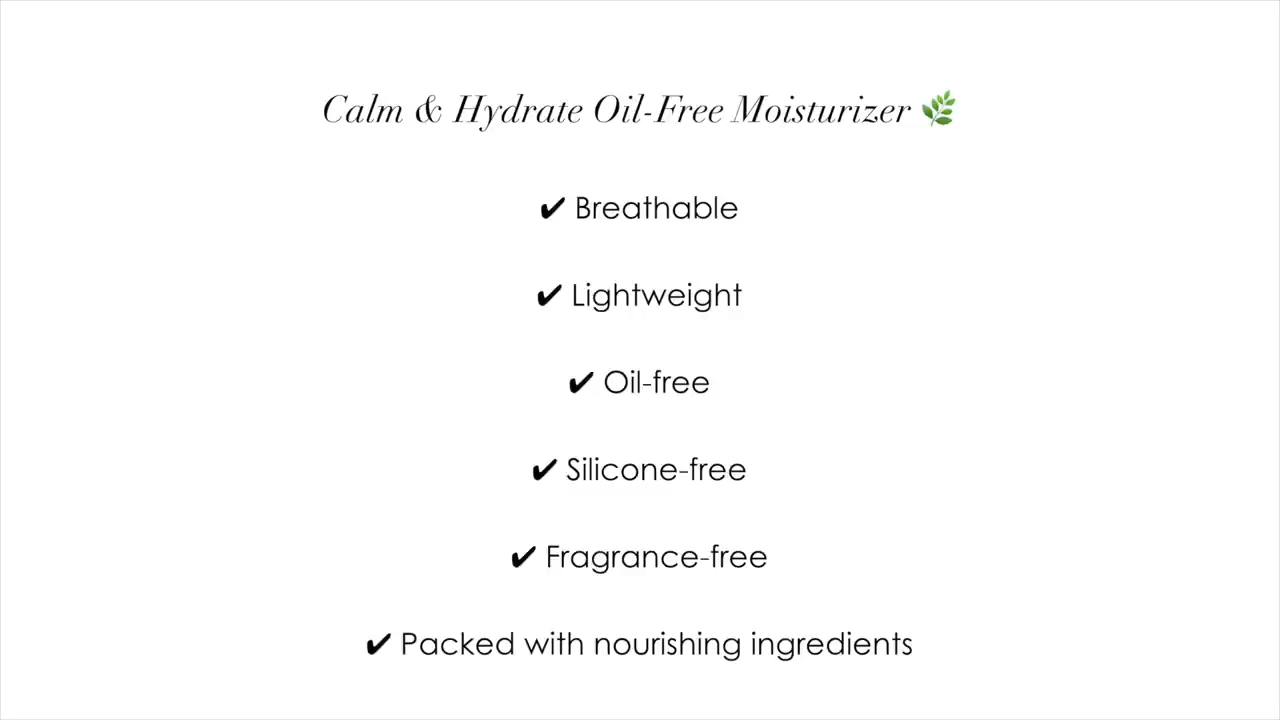 Calm & Hydrate Oil-Free Moisturizer 🌿
✔ Breathable
✔ Lightweight
✔ Oil-free
✔ Silicone-free
✔ Fragrance-free
✔ Packed with nourishing ingredients